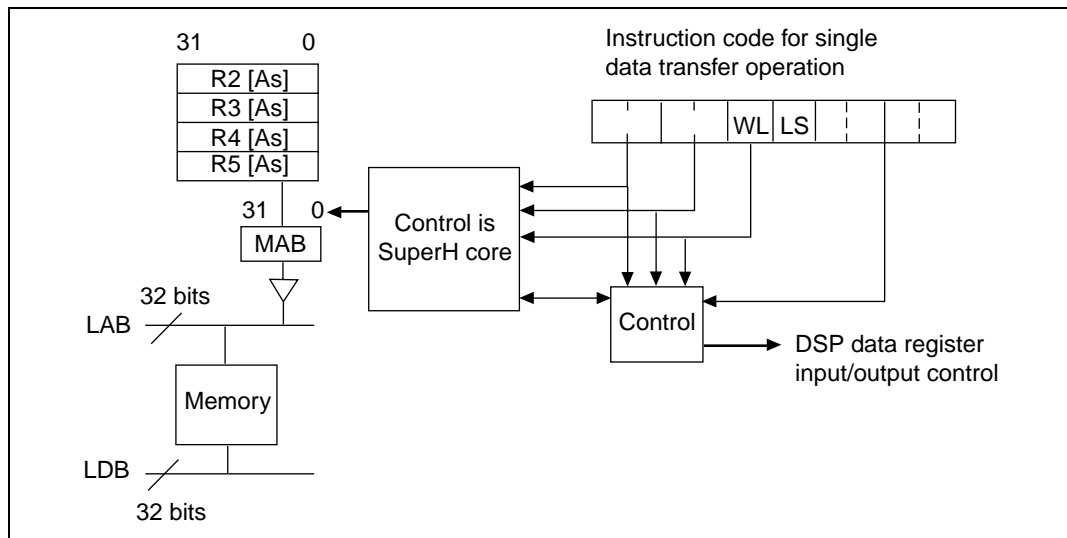 31 0
R2 [As]
R3 [As]
R4 [As]
R5 [As]
31 0
MAB
32 bits
LAB
Memory
LDB
32 bits
Control is
SuperH core
Instruction code for single
data transfer operation
WL LS
Control
DSP data register
input/output control